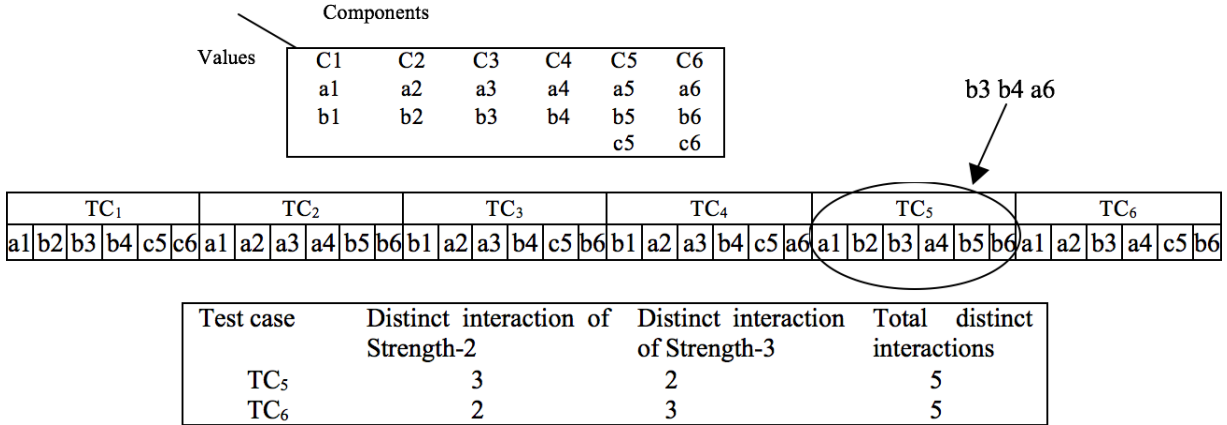 Components
Values
C1 C2 C3 C4 C5 C6
a1 a2 a3 a4 a5 a6
b1 b2 b3 b4 b5 b6
c5 c6
b3 b4 a6
TC1 TC2 TC3 TC4 TC5 TC6
a1 b2 b3 b4 c5 c6 a1 a2 a3 a4 b5 b6 b1 a2 a3 b4 c5 b6 b1 a2 a3 b4 c5 a6 a1 b2 b3 a4 b5 b6 a1 a2 b3 a4 c5 b6
Test case Distinct interaction of Distinct interaction Total distinct
Strength-2 of Strength-3 interactions
TC5 3 2 5
TC6 2 3 5